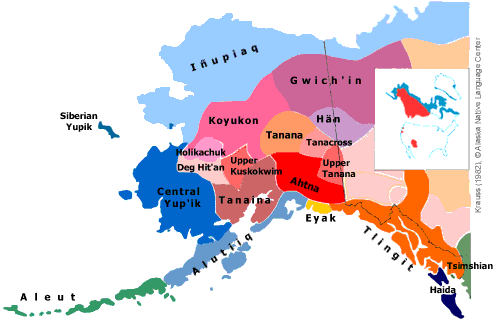 Iñupiaq
Gwich'in
Siberian
Yupik
Koyukon
Hän
Tanana
Holikachuk
Tanacross
Deg Hit'an
Upper
Kuskokwim
Upper
Tanana
Central
Yup'ik
Ahtna
Tanaina
Eyak
Alutiiq
Tlingit
Tsimshian
Haida
Aleut
Krauss (1982), © Alaska Native Language Center